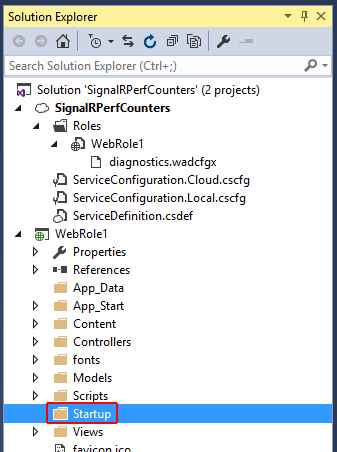 Solution Explorer
Search Solution Explorer (Ctrl+;)
Solution 'SignalRPerfCounters' (2 projects)
SignalRPerfCounters
Roles
WebRole1
diagnostics.wadcfgx
ServiceConfiguration.Cloud.cscfg
ServiceConfiguration.Local.cscfg
ServiceDefinition.csdef
WebRole1
Properties
References
App_Data
App_Start
Content
Controllers
fonts
Models
Scripts
Startup
Views
favicon.ico